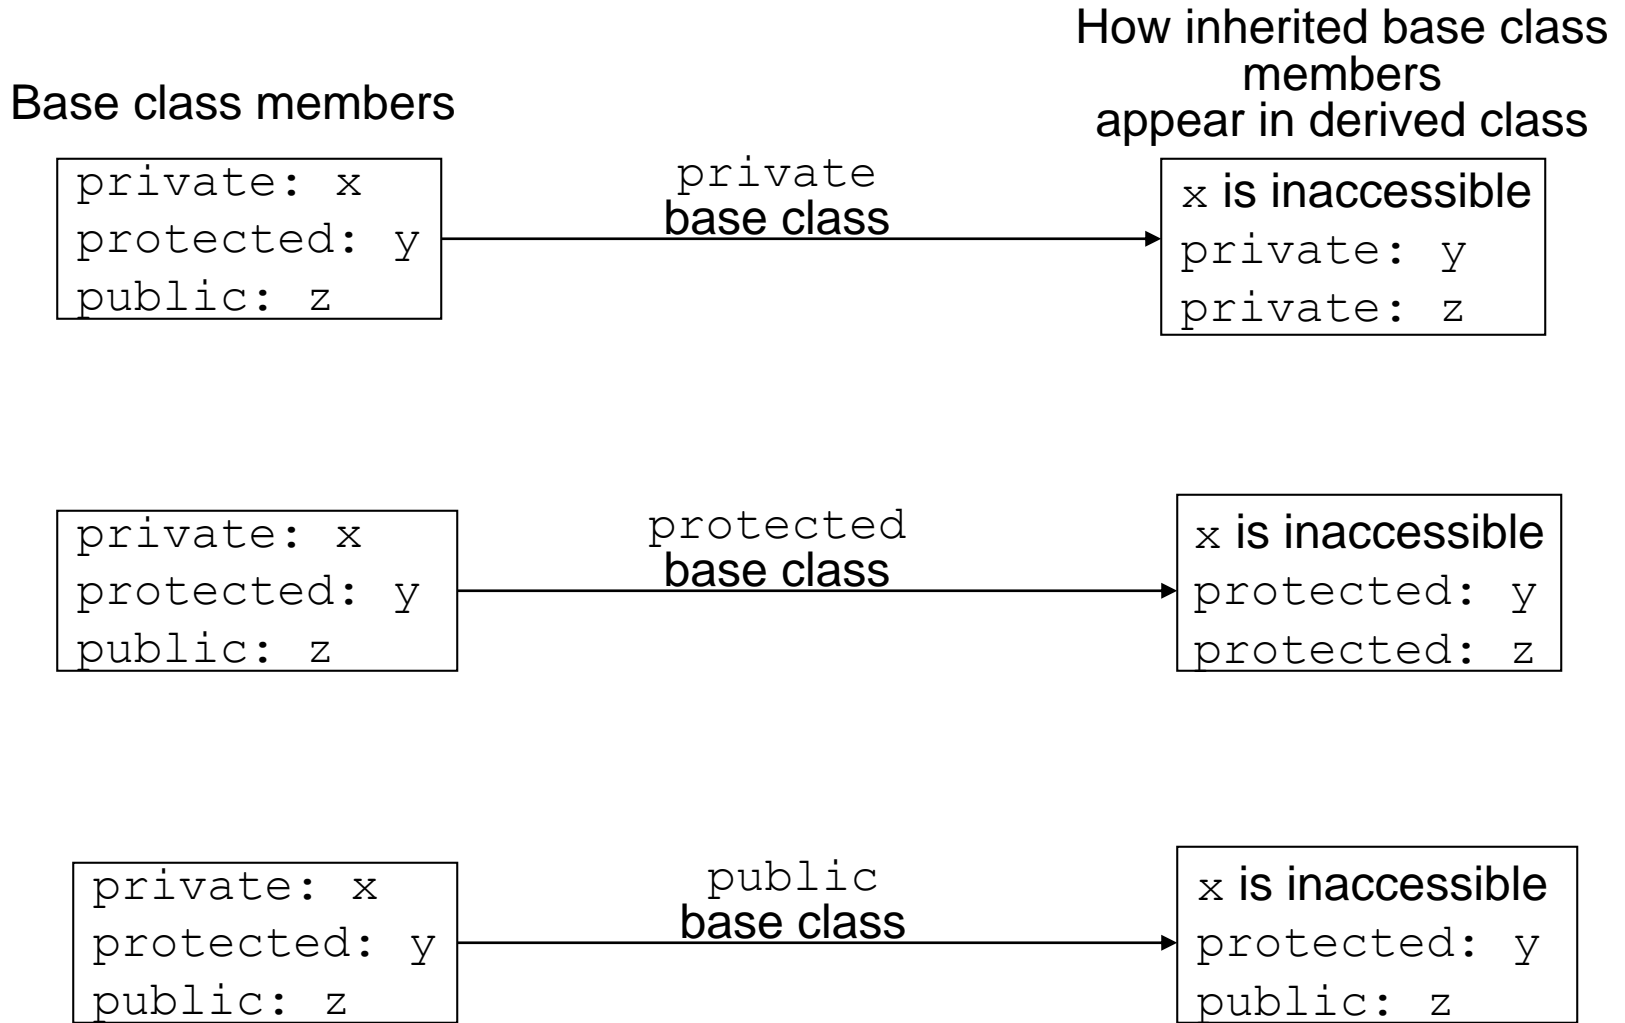 How inherited base class
members
appear in derived class
Base class members
private: x
protected: y
public: z
private
base class
x is inaccessible
private: y
private: z
private: x
protected: y
public: z
protected
base class
x is inaccessible
protected: y
protected: z
private: x
protected: y
public: z
public
base class
x is inaccessible
protected: y
public: z